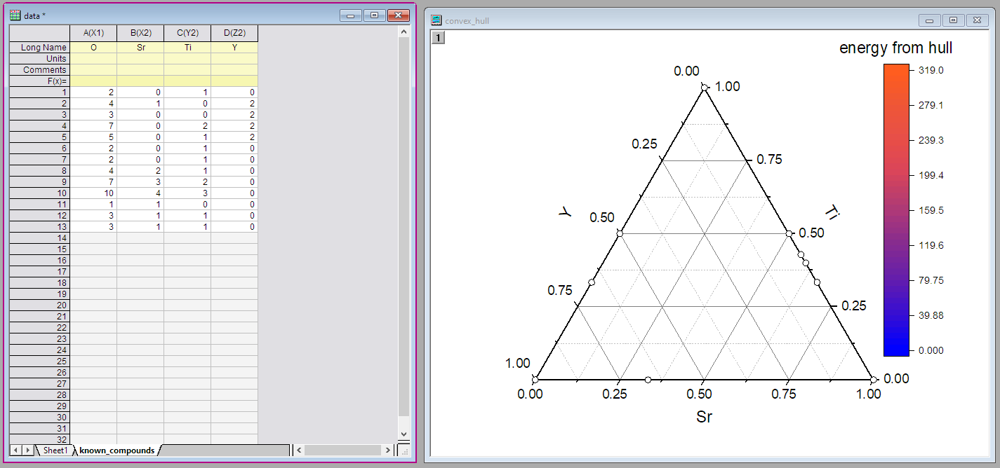 data *
A(X1) B(X2) C(Y2) D(Z2)
Long Name O Sr Ti Y
Units
Comments
F(x)=
1 2 0 1 0
2 4 1 0 2
3 3 0 0 2
4 7 0 2 2
5 5 0 1 2
6 2 0 1 0
7 2 0 1 0
8 4 2 1 0
9 7 3 2 0
10 10 4 3 0
11 1 1 0 0
12 3 1 1 0
13 3 1 1 0
14
15
16
17
18
19
20
21
22
23
24
25
26
27
28
29
30
31
32
Sheet1 known_compounds
convex_hull
1
energy from hull
319.0
279.1
239.3
199.4
159.5
119.6
79.75
39.88
0.000
0.00
1.00
0.25
0.75
Y
Ti
0.50
0.50
0.75
0.25
1.00
0.00
0.00 0.25 0.50 0.75 1.00
Sr